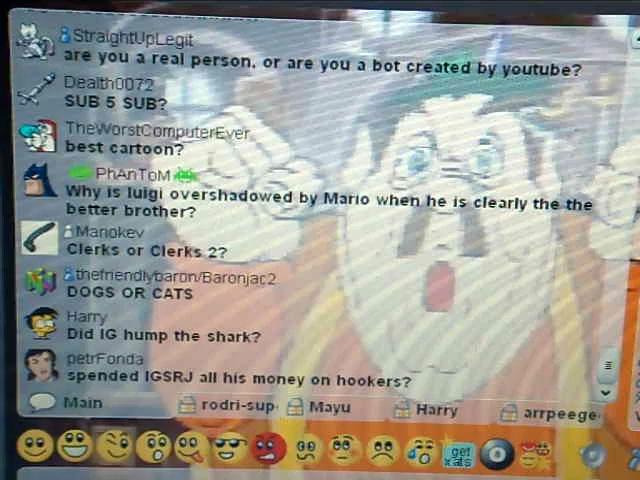 StraightUpLegit
are you a real person, or are you a bot created by youtube?
Dealth0072
SUB 5 SUB?
TheWorstComputerEver
best cartoon?
PhAnToM
Why is luigi overshadowed by Mario when he is clearly the the
better brother?
Manokev
Clerks or Clerks 2?
thefriendlybaron/Baronjac2
DOGS OR CATS
Harry
Did IG hump the shark?
petrFonda
spended IGSRJ all his money on hookers?
Main
rodri-sup
Mayu
Harry
arrpeege
get
xats